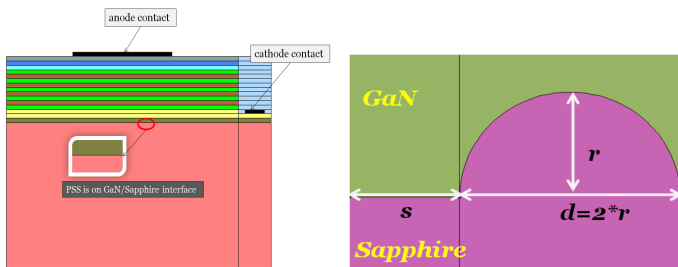 anode contact
cathode contact
PSS is on GaN/Sapphire interface
GaN
r
s
d=2*r
Sapphire